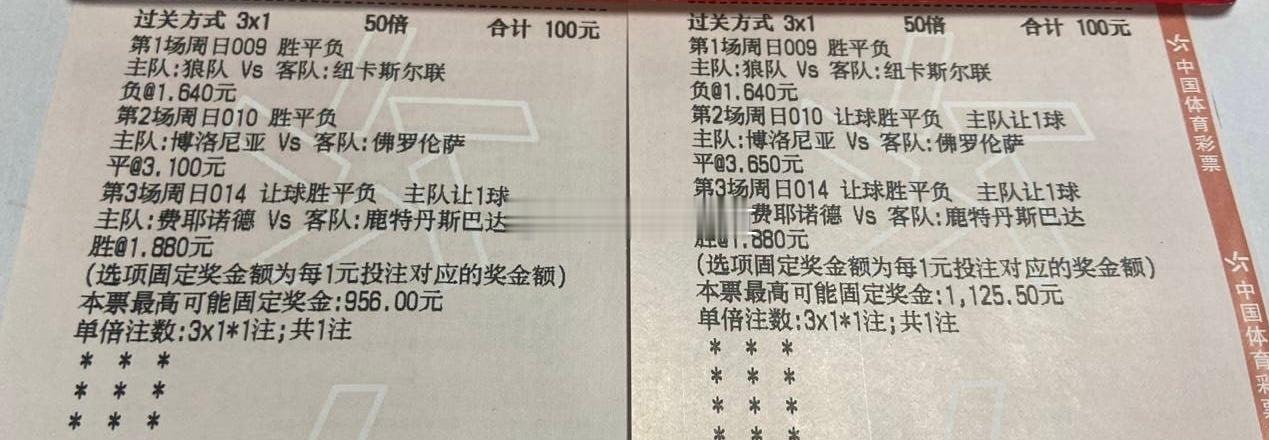 过关方式 3x1 50倍 合计 100元
第1场周日009 胜平负
主队:狼队 Vs 客队:纽卡斯尔联
负@1.640元
第2场周日010 胜平负
主队:博洛尼亚 Vs 客队:佛罗伦萨
平@3.100元
第3场周日014 让球胜平负 主队让1球
主队:费耶诺德 Vs 客队:鹿特丹斯巴达
胜@1.880元
(选项固定奖金额为每1元投注对应的奖金额)
本票最高可能固定奖金:956.00元
单倍注数:3x1*1注;共1注
* * *
* * *
* * *
过关方式 3x1 50倍 合计 100元
第1场周日009 胜平负
主队:狼队 Vs 客队:纽卡斯尔联
负@1.640元
第2场周日010 让球胜平负 主队让1球
主队:博洛尼亚 Vs 客队:佛罗伦萨
平@3.650元
第3场周日014 让球胜平负 主队让1球
费耶诺德 Vs 客队:鹿特丹斯巴达
胜@1.880元
(选项固定奖金额为每1元投注对应的奖金额)
本票最高可能固定奖金:1,125.50元
单倍注数:3x1*1注;共1注
* * *
* * *
* * *
* * *
中国体育彩票
中国体育彩票